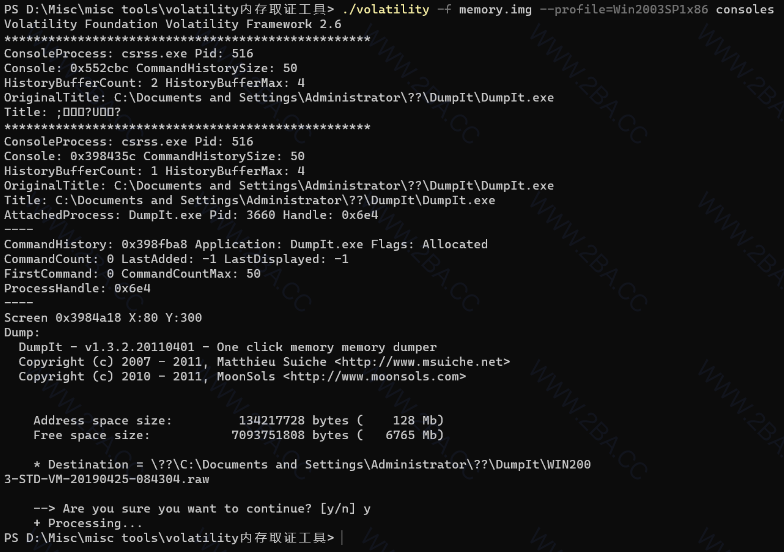 PS D:\Misc\misc tools\volatility内存取证工具> ./volatility -f memory.img --profile=Win2003SP1x86 consoles
Volatility Foundation Volatility Framework 2.6
**************************************************
ConsoleProcess: csrss.exe Pid: 516
Console: 0x552cbc CommandHistorySize: 50
HistoryBufferCount: 2 HistoryBufferMax: 4
OriginalTitle: C:\Documents and Settings\Administrator\??\DumpIt\DumpIt.exe
Title: ;▯▯▯?U▯▯?
**************************************************
ConsoleProcess: csrss.exe Pid: 516
Console: 0x398435c CommandHistorySize: 50
HistoryBufferCount: 1 HistoryBufferMax: 4
OriginalTitle: C:\Documents and Settings\Administrator\??\DumpIt\DumpIt.exe
Title: C:\Documents and Settings\Administrator\??\DumpIt\DumpIt.exe
AttachedProcess: DumpIt.exe Pid: 3660 Handle: 0x6e4
----
CommandHistory: 0x398fba8 Application: DumpIt.exe Flags: Allocated
CommandCount: 0 LastAdded: -1 LastDisplayed: -1
FirstCommand: 0 CommandCountMax: 50
ProcessHandle: 0x6e4
----
Screen 0x3984a18 X:80 Y:300
Dump:
  DumpIt - v1.3.2.20110401 - One click memory memory dumper
  Copyright (c) 2007 - 2011, Matthieu Suiche <http://www.msuiche.net>
  Copyright (c) 2010 - 2011, MoonSols <http://www.moonsols.com>
    Address space size:         134217728 bytes (    128 Mb)
    Free space size:           7093751808 bytes (   6765 Mb)
    * Destination = \??\C:\Documents and Settings\Administrator\??\DumpIt\WIN200
3-STD-VM-20190425-084304.raw
    --> Are you sure you want to continue? [y/n] y
    + Processing...
PS D:\Misc\misc tools\volatility内存取证工具>
WWW.2BA.CC